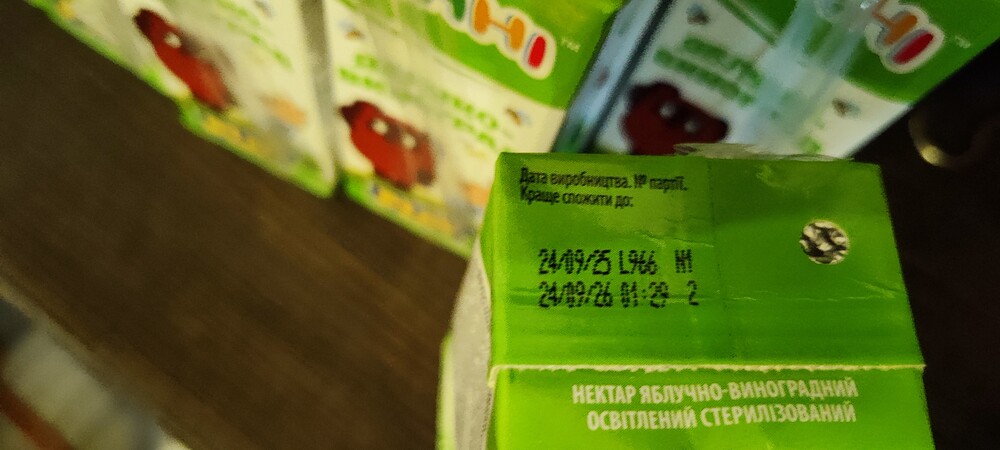 Дата виробництва. № партії.
Краще спожити до:
24/09/25 L966 M1
24/09/26 01:29 2
НЕКТАР ЯБЛУЧНО-ВИНОГРАДНИЙ
ОСВІТЛЕНИЙ СТЕРИЛІЗОВАНИЙ